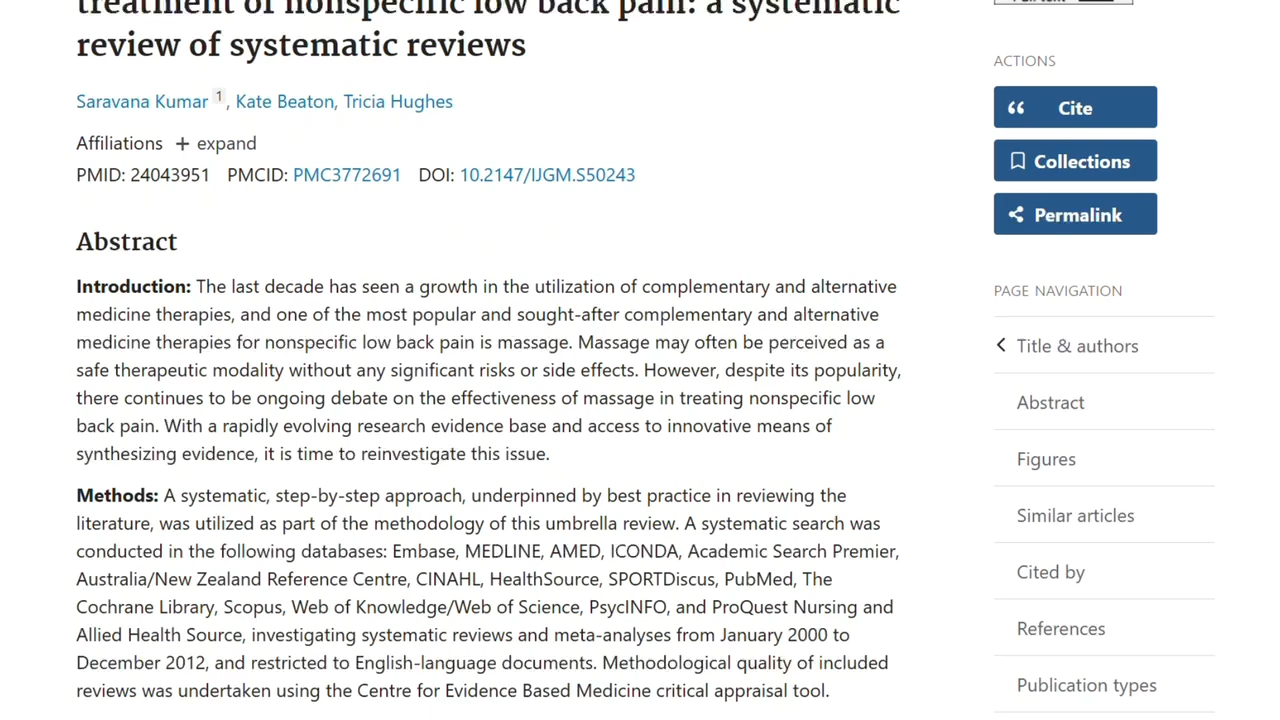 treatment of nonspecific low back pain: a systematic
review of systematic reviews
Saravana Kumar 1, Kate Beaton, Tricia Hughes
Affiliations + expand
PMID: 24043951 PMCID: PMC3772691 DOI: 10.2147/IJGM.S50243
Abstract
Introduction: The last decade has seen a growth in the utilization of complementary and alternative
medicine therapies, and one of the most popular and sought-after complementary and alternative
medicine therapies for nonspecific low back pain is massage. Massage may often be perceived as a
safe therapeutic modality without any significant risks or side effects. However, despite its popularity,
there continues to be ongoing debate on the effectiveness of massage in treating nonspecific low
back pain. With a rapidly evolving research evidence base and access to innovative means of
synthesizing evidence, it is time to reinvestigate this issue.
Methods: A systematic, step-by-step approach, underpinned by best practice in reviewing the
literature, was utilized as part of the methodology of this umbrella review. A systematic search was
conducted in the following databases: Embase, MEDLINE, AMED, ICONDA, Academic Search Premier,
Australia/New Zealand Reference Centre, CINAHL, HealthSource, SPORTDiscus, PubMed, The
Cochrane Library, Scopus, Web of Knowledge/Web of Science, PsycINFO, and ProQuest Nursing and
Allied Health Source, investigating systematic reviews and meta-analyses from January 2000 to
December 2012, and restricted to English-language documents. Methodological quality of included
reviews was undertaken using the Centre for Evidence Based Medicine critical appraisal tool.
ACTIONS
Cite
Collections
Permalink
PAGE NAVIGATION
Title & authors
Abstract
Figures
Similar articles
Cited by
References
Publication types